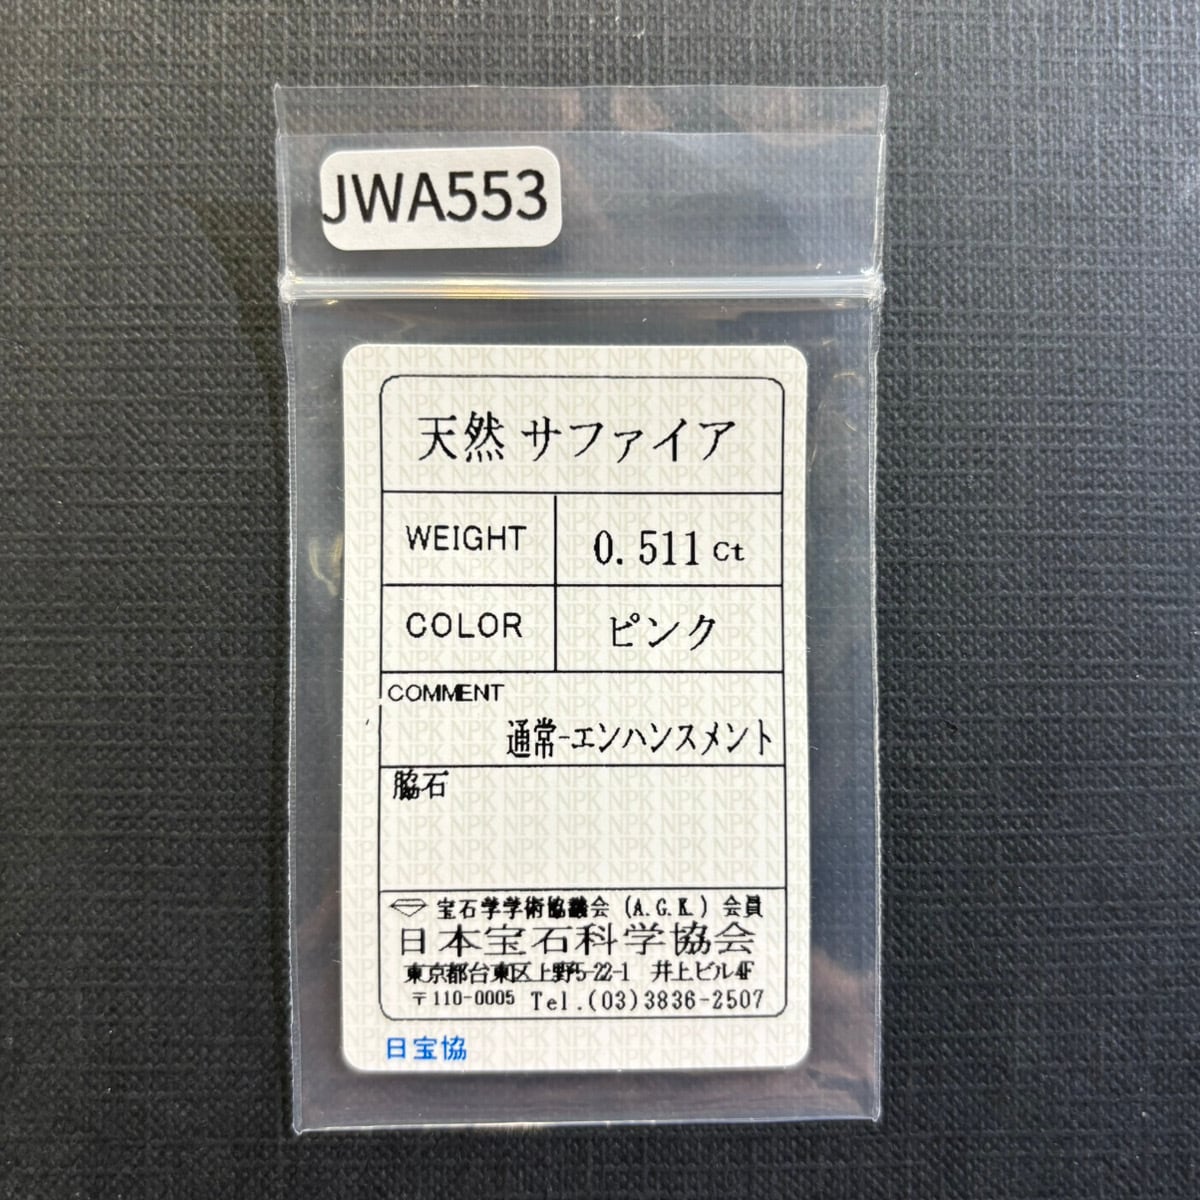 JWA553
天然 サファイア
WEIGHT 0.511 ct
COLOR ピンク
COMMENT
通常-エンハンスメント
脇石
宝石学学術協議会 (A.G.K.) 会員
日本宝石科学協会
東京都台東区上野5-22-1 井上ビル4F
〒110-0005 Tel.(03)3836-2507
日宝協